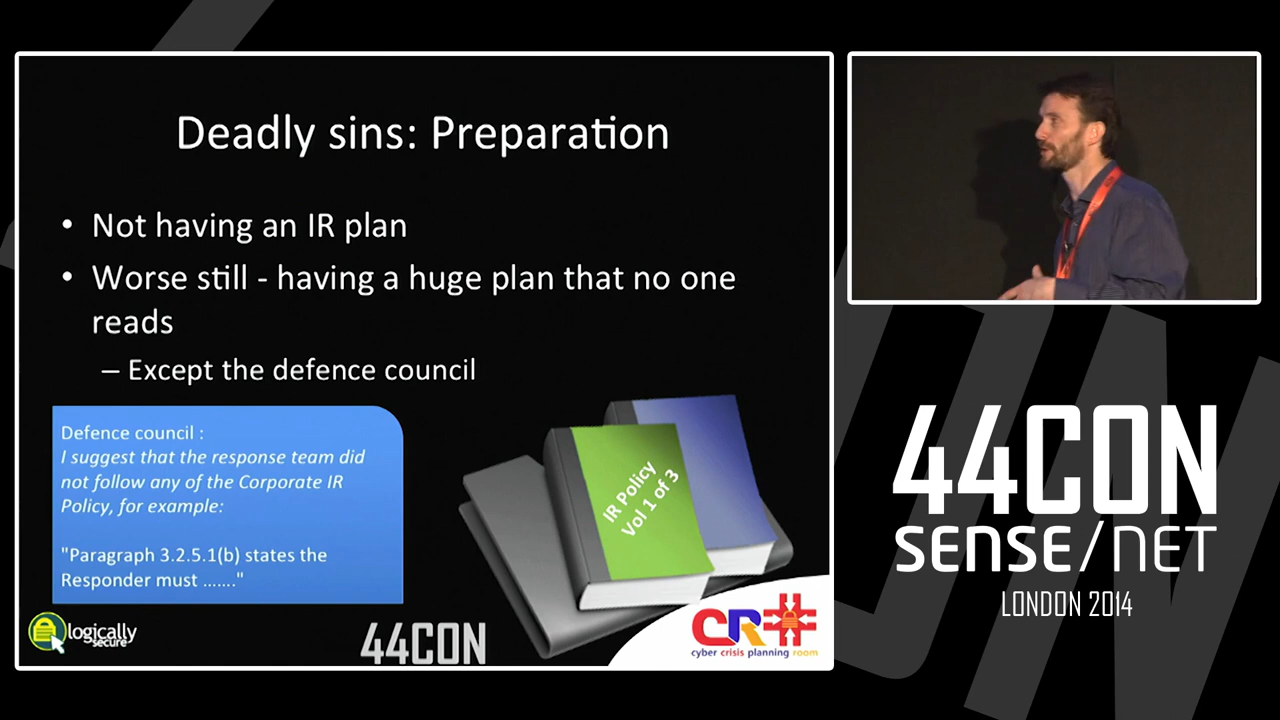 Deadly sins: Preparation
• Not having an IR plan
• Worse still - having a huge plan that no one
reads
– Except the defence council
Defence council :
I suggest that the response team did
not follow any of the Corporate IR
Policy, for example:
"Paragraph 3.2.5.1(b) states the
Responder must ......."
IR Policy
Vol 1 of 3
logically
secure
44CON
CR
cyber crisis planning room
44CON
SENSE/NET
LONDON 2014